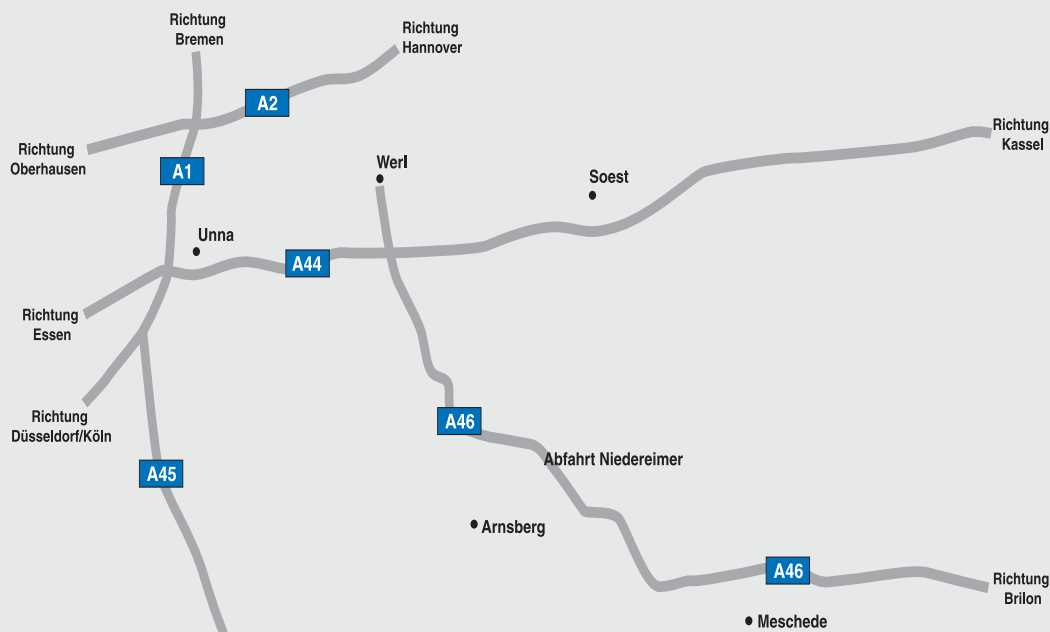 Richtung
Bremen
Richtung
Hannover
A2
Richtung
Oberhausen
A1
Richtung
Kassel
Werl
Soest
Unna
A44
Richtung
Essen
Richtung
Düsseldorf/Köln
A46
Abfahrt Niedereimer
A45
Arnsberg
A46
Richtung
Brilon
Meschede